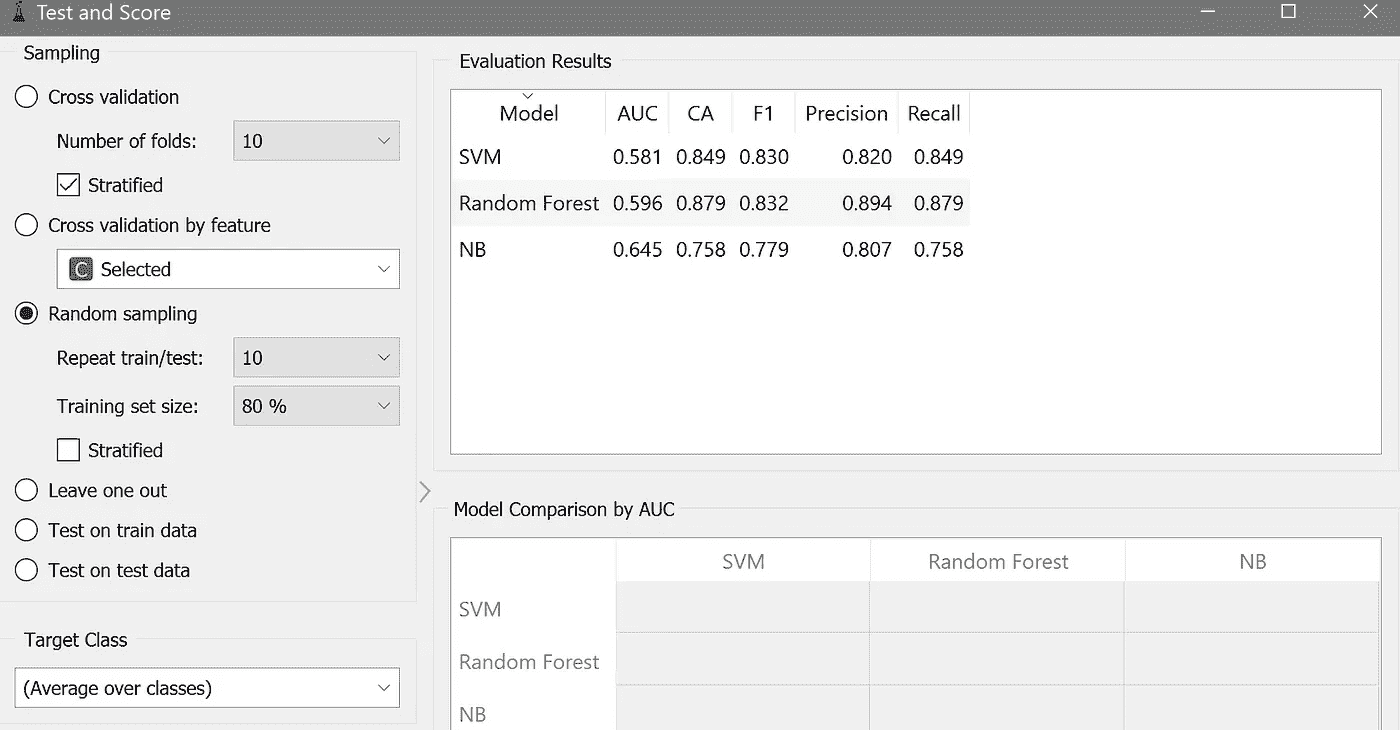 Test and Score
Sampling
Cross validation
Number of folds: 10
Stratified
Cross validation by feature
C Selected
Random sampling
Repeat train/test: 10
Training set size: 80 %
Stratified
Leave one out
Test on train data
Test on test data
Target Class
(Average over classes)
Evaluation Results
Model AUC CA F1 Precision Recall
SVM 0.581 0.849 0.830 0.820 0.849
Random Forest 0.596 0.879 0.832 0.894 0.879
NB 0.645 0.758 0.779 0.807 0.758
Model Comparison by AUC
SVM Random Forest NB
SVM
Random Forest
NB